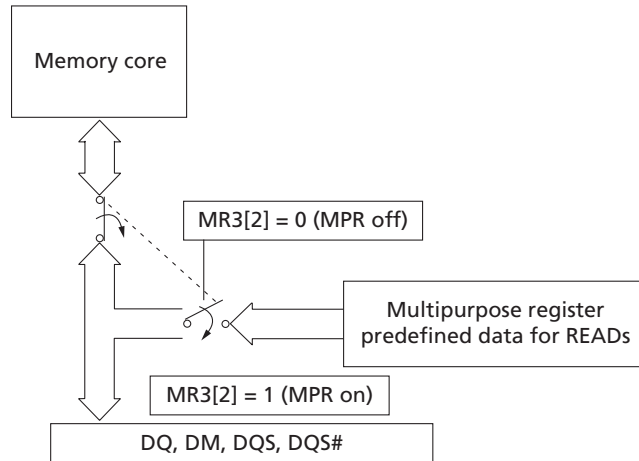 Memory core
MR3[2] = 0 (MPR off)
Multipurpose register
predefined data for READs
MR3[2] = 1 (MPR on)
DQ, DM, DQS, DQS#